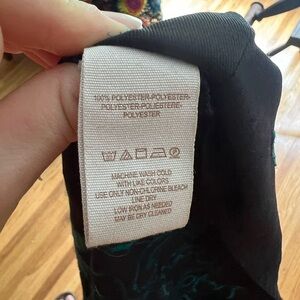 100% POLYESTER-POLYESTER-
POLYESTER-POLIESTERE-
POLYESTER
MACHINE WASH COLD
WITH LIKE COLORS
USE ONLY NON-CHLORINE BLEACH
LINE DRY
LOW IRON AS NEEDED
MAY BE DRY CLEANED